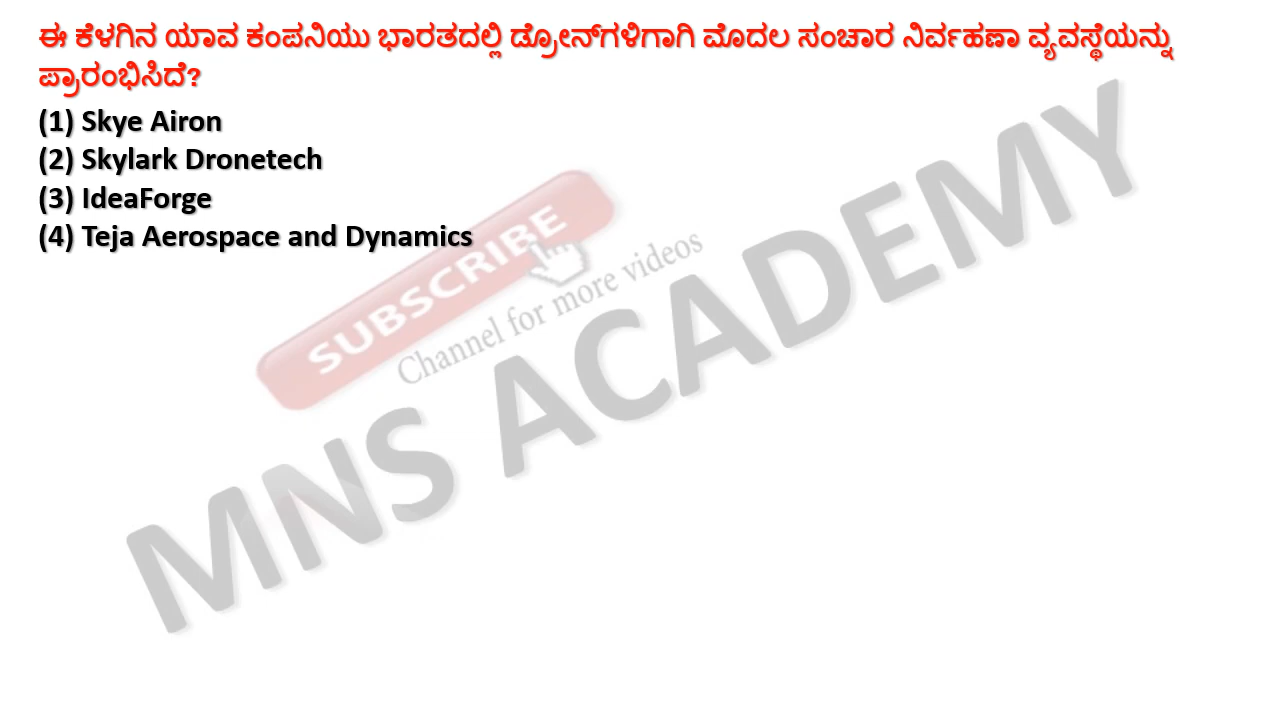 ಈ ಕೆಳಗಿನ ಯಾವ ಕಂಪನಿಯು ಭಾರತದಲ್ಲಿ ಡ್ರೋನ್‌ಗಳಿಗಾಗಿ ಮೊದಲ ಸಂಚಾರ ನಿರ್ವಹಣಾ ವ್ಯವಸ್ಥೆಯನ್ನು
ಪ್ರಾರಂಭಿಸಿದೆ?
(1) Skye Airon
(2) Skylark Dronetech
(3) IdeaForge
(4) Teja Aerospace and Dynamics
SUBSCRIBE
Channel for more videos
MNS ACADEMY